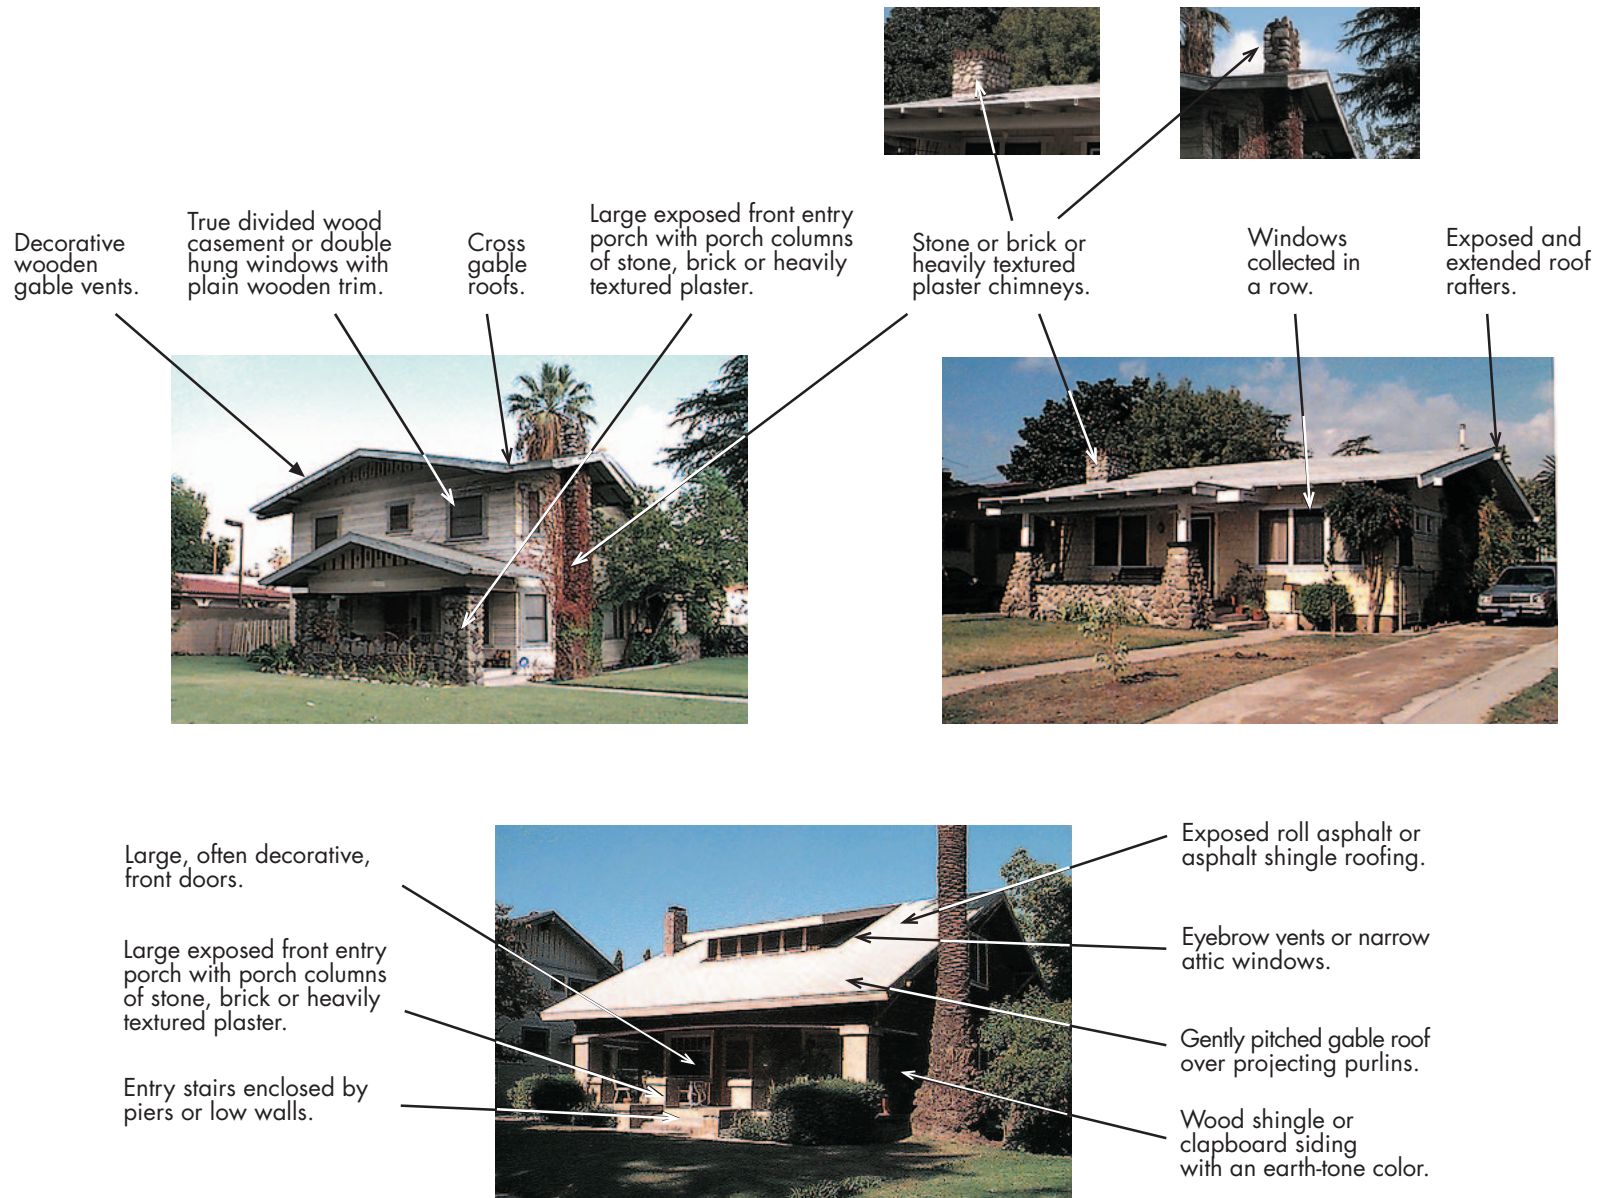 Decorative
wooden
gable vents.
True divided wood
casement or double
hung windows with
plain wooden trim.
Cross
gable
roofs.
Large exposed front entry
porch with porch columns
of stone, brick or heavily
textured plaster.
Stone or brick or
heavily textured
plaster chimneys.
Windows
collected in
a row.
Exposed and
extended roof
rafters.
Large, often decorative,
front doors.
Large exposed front entry
porch with porch columns
of stone, brick or heavily
textured plaster.
Entry stairs enclosed by
piers or low walls.
Exposed roll asphalt or
asphalt shingle roofing.
Eyebrow vents or narrow
attic windows.
Gently pitched gable roof
over projecting purlins.
Wood shingle or
clapboard siding
with an earth-tone color.